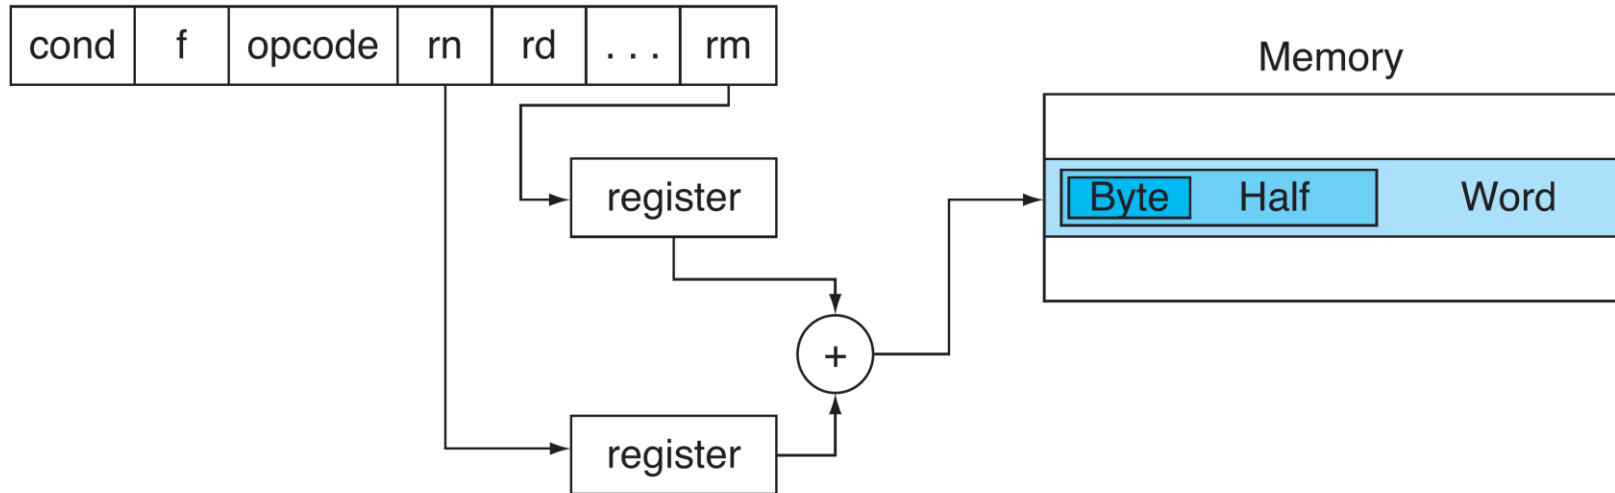 cond f opcode rn rd . . . rm
Memory
register
Byte Half Word
+
register